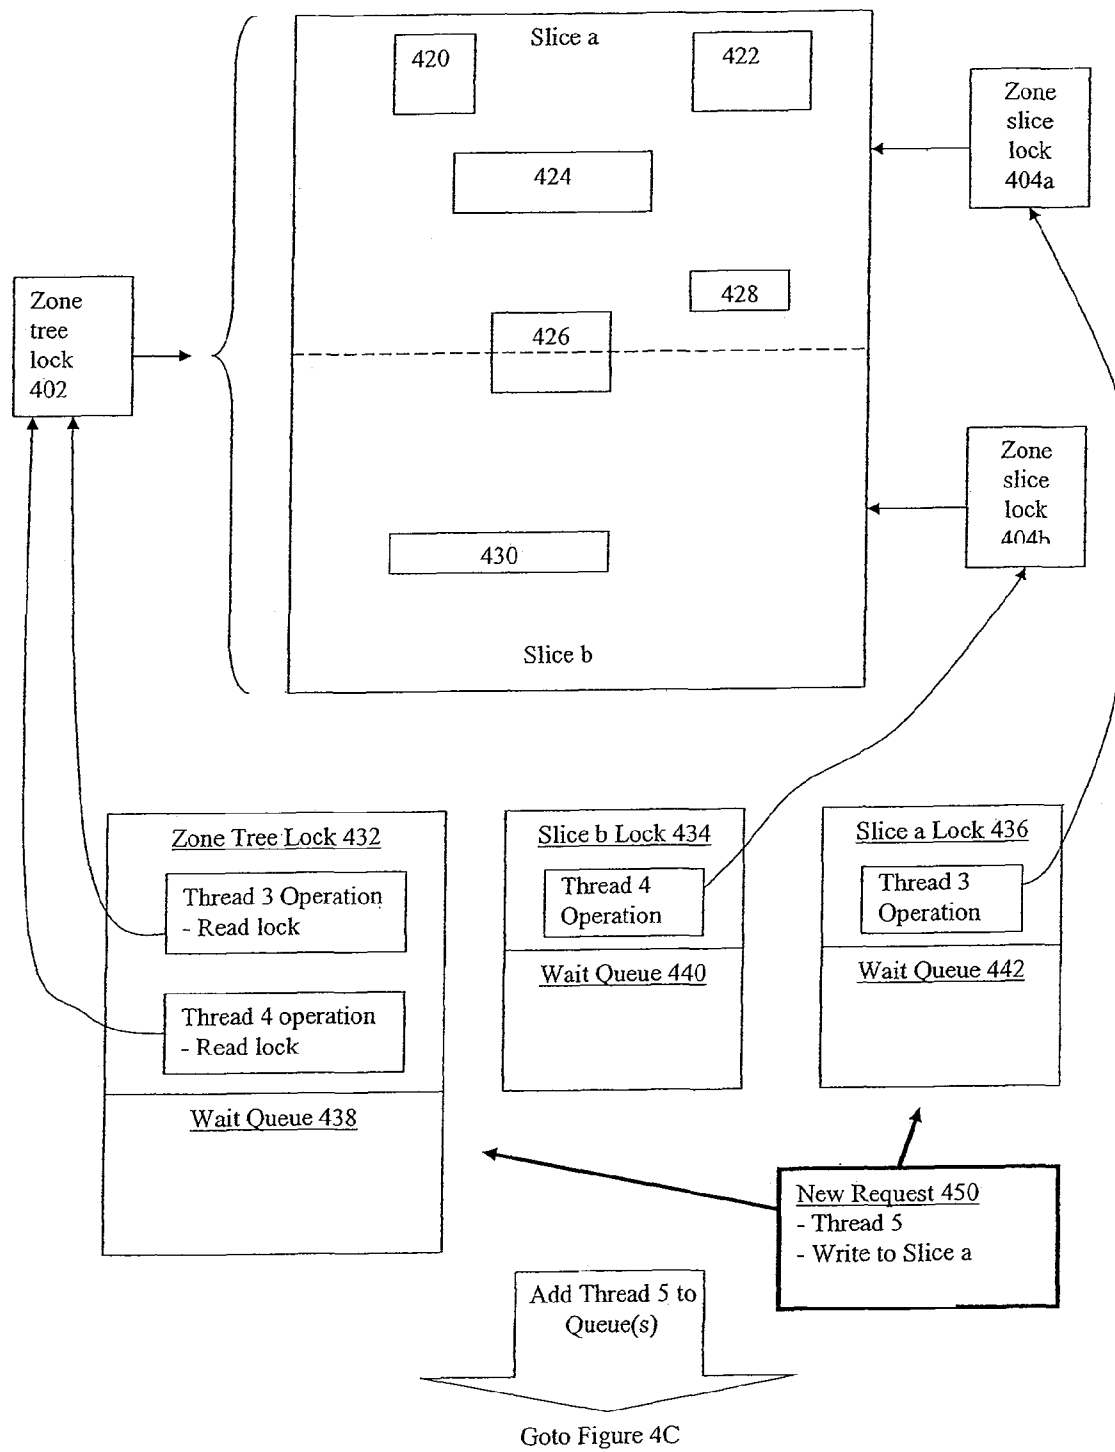 Slice a
420
422
424
428
426
430
Slice b
Zone
slice
lock
404a
Zone
tree
lock
402
Zone
slice
lock
404b
Zone Tree Lock 432
Thread 3 Operation
- Read lock
Thread 4 operation
- Read lock
Wait Queue 438
Slice b Lock 434
Thread 4
Operation
Wait Queue 440
Slice a Lock 436
Thread 3
Operation
Wait Queue 442
New Request 450
- Thread 5
- Write to Slice a
Add Thread 5 to
Queue(s)
Goto Figure 4C